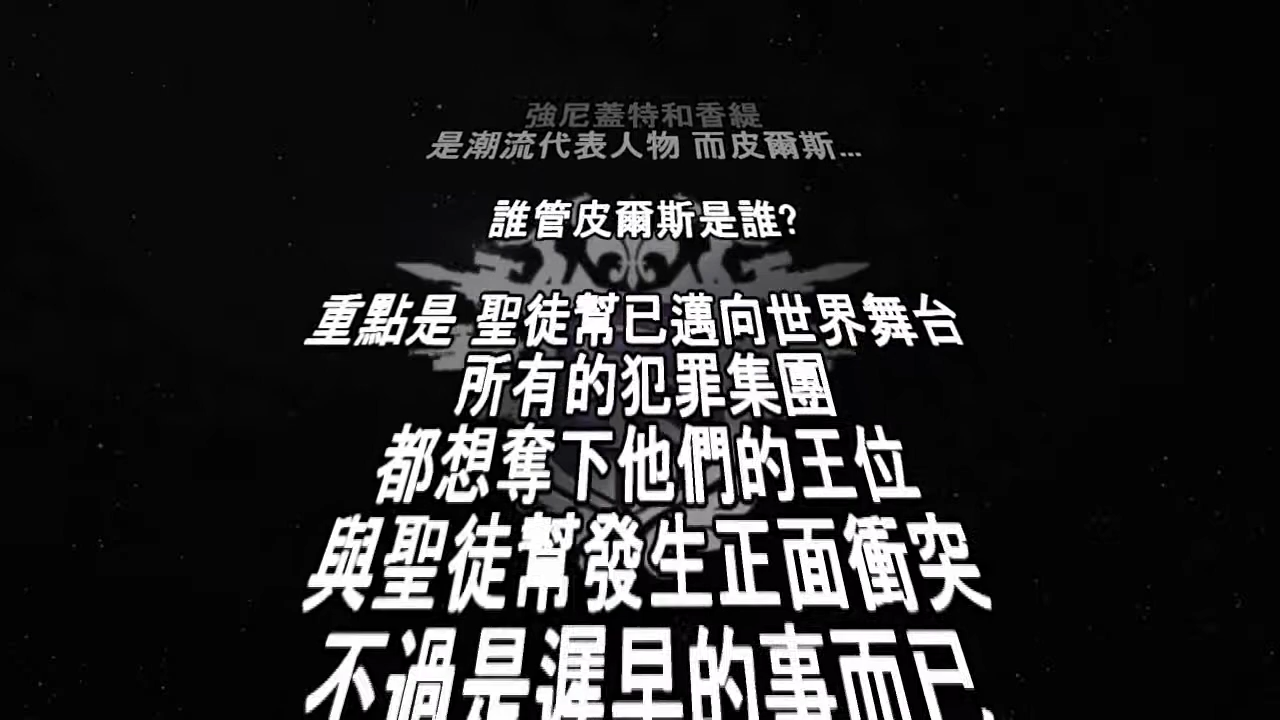 強尼蓋特和香緹
是潮流代表人物 而皮爾斯...
誰管皮爾斯是誰?
重點是 聖徒幫已邁向世界舞台
所有的犯罪集團
都想奪下他們的王位
與聖徒幫發生正面衝突
不過是遲早的事而已